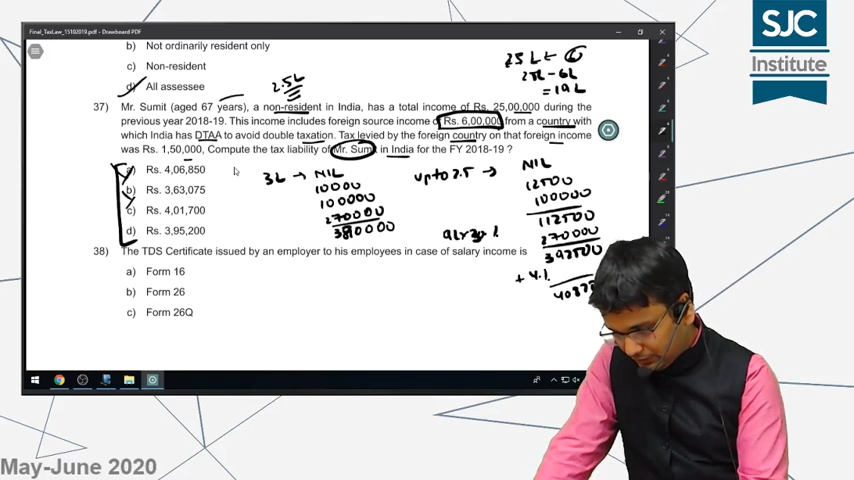 Final_TaxLaw_15102019.pdf - Drawboard PDF
SJC
Institute
b) Not ordinarily resident only
c) Non-resident
d) All assessee
25 L ←
25L - 6L
= 19 L
2.5L
37) Mr. Sumit (aged 67 years), a non-resident in India, has a total income of Rs. 25,00,000 during the
previous year 2018-19. This income includes foreign source income of Rs. 6,00,000 from a country with
which India has DTAA to avoid double taxation. Tax levied by the foreign country on that foreign income
was Rs. 1,50,000, Compute the tax liability of Mr. Sumit in India for the FY 2018-19 ?
a) Rs. 4,06,850
b) Rs. 3,63,075
c) Rs. 4,01,700
d) Rs. 3,95,200
3L → NIL
10000
100000
270000
380000
upto 2.5 → NIL
12500
100000
112500
9L × 30%
270000
382500
+ 4%
38) The TDS Certificate issued by an employer to his employees in case of salary income is
a) Form 16
b) Form 26
c) Form 26Q
May-June 2020